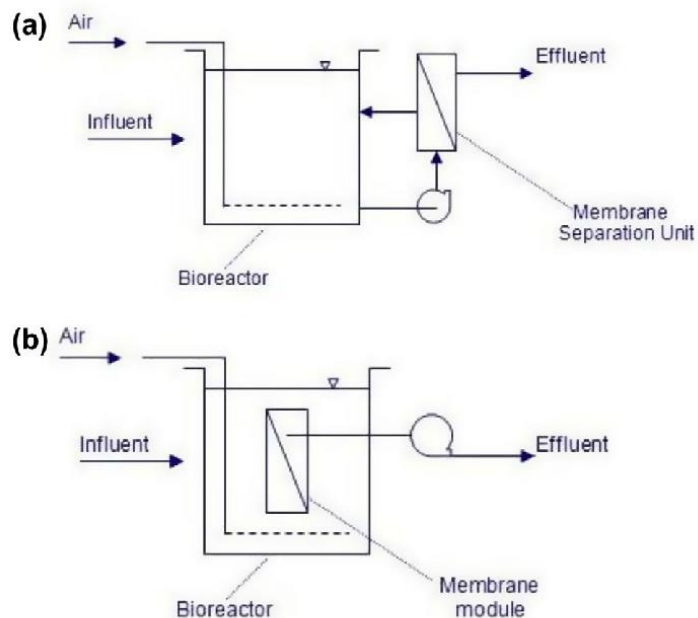 (a)
Air
Effluent
Influent
Membrane
Separation Unit
Bioreactor
(b)
Air
Influent
Effluent
Membrane
module
Bioreactor